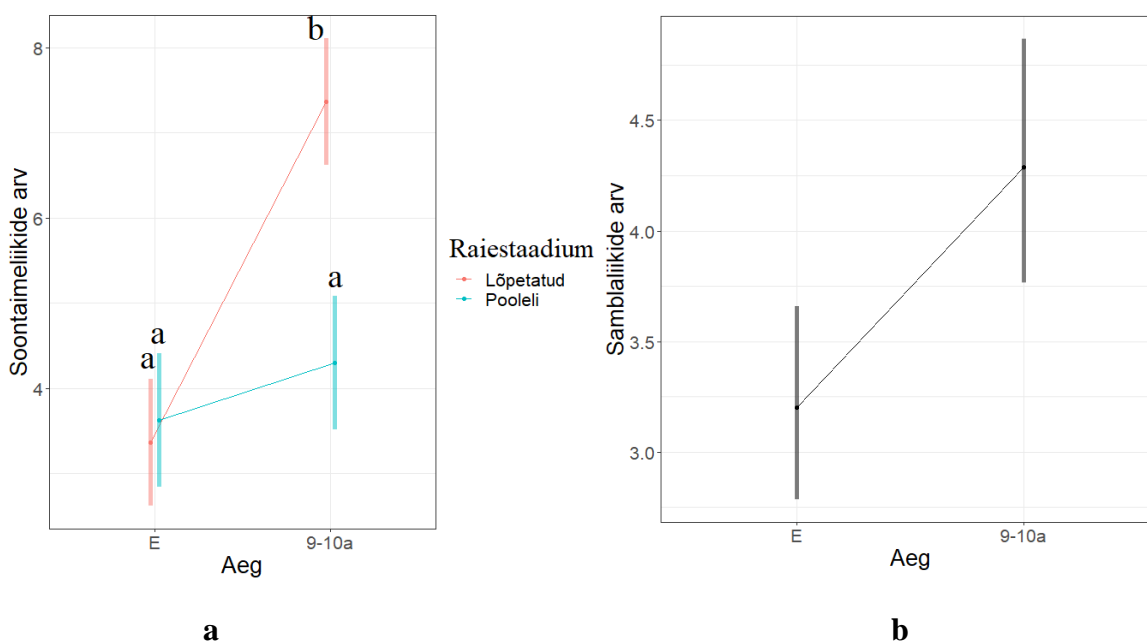 Soontaimeliikide arv
8
6
4
b
a
a
a
E
9-10a
Aeg
Raiestaadium
Lõpetatud
Pooleli
a
Samblaliikide arv
4.5
4.0
3.5
3.0
E
9-10a
Aeg
b